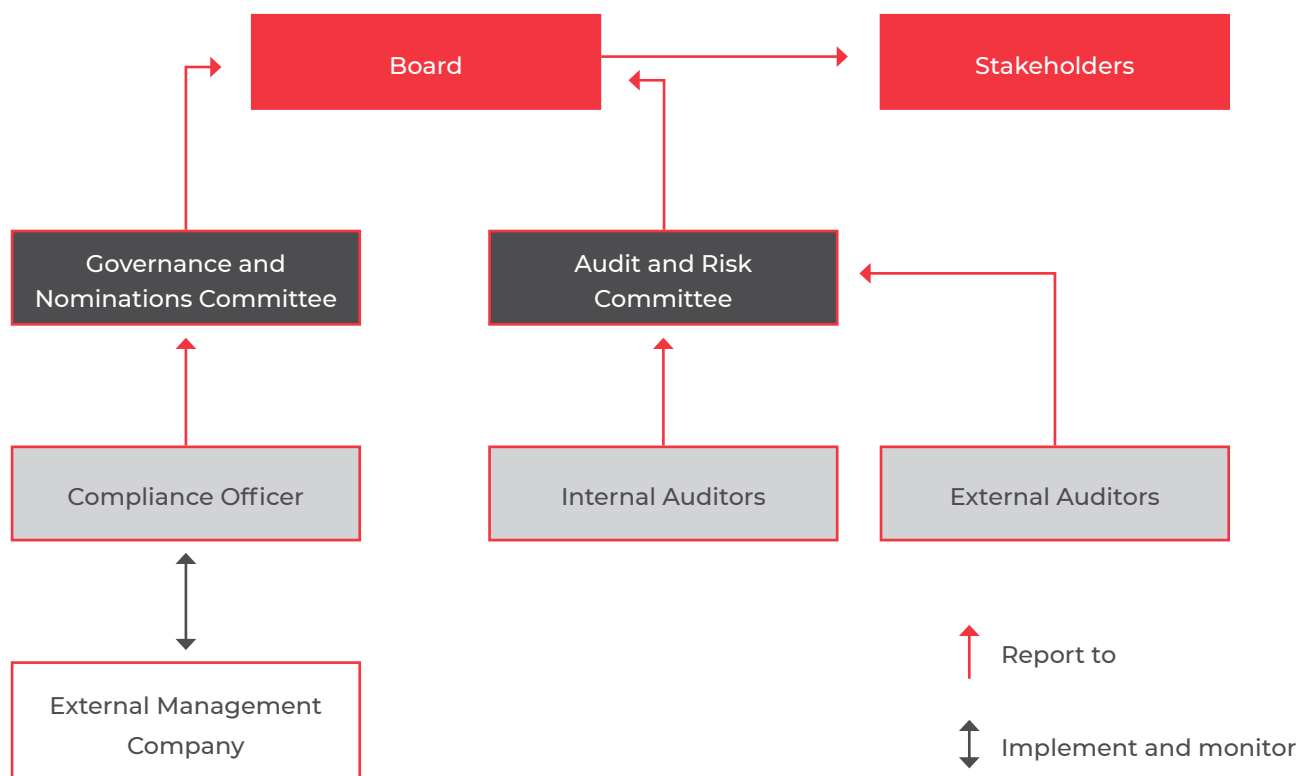 Board
Stakeholders
Governance and
Nominations Committee
Audit and Risk
Committee
Compliance Officer
Internal Auditors
External Auditors
External Management
Company
Report to
Implement and monitor